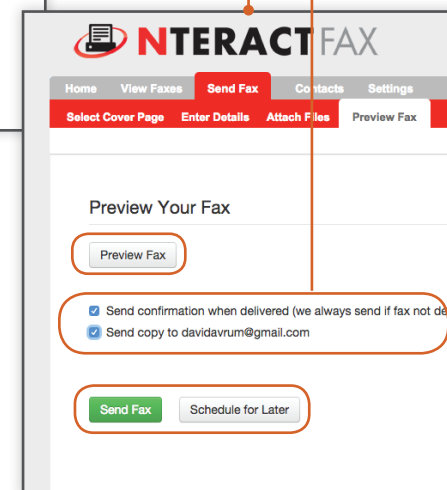 NTERACT FAX
Home View Faxes Send Fax Contacts Settings
Select Cover Page Enter Details Attach Files Preview Fax
Preview Your Fax
Preview Fax
Send confirmation when delivered (we always send if fax not de
Send copy to davidavrum@gmail.com
Send Fax Schedule for Later